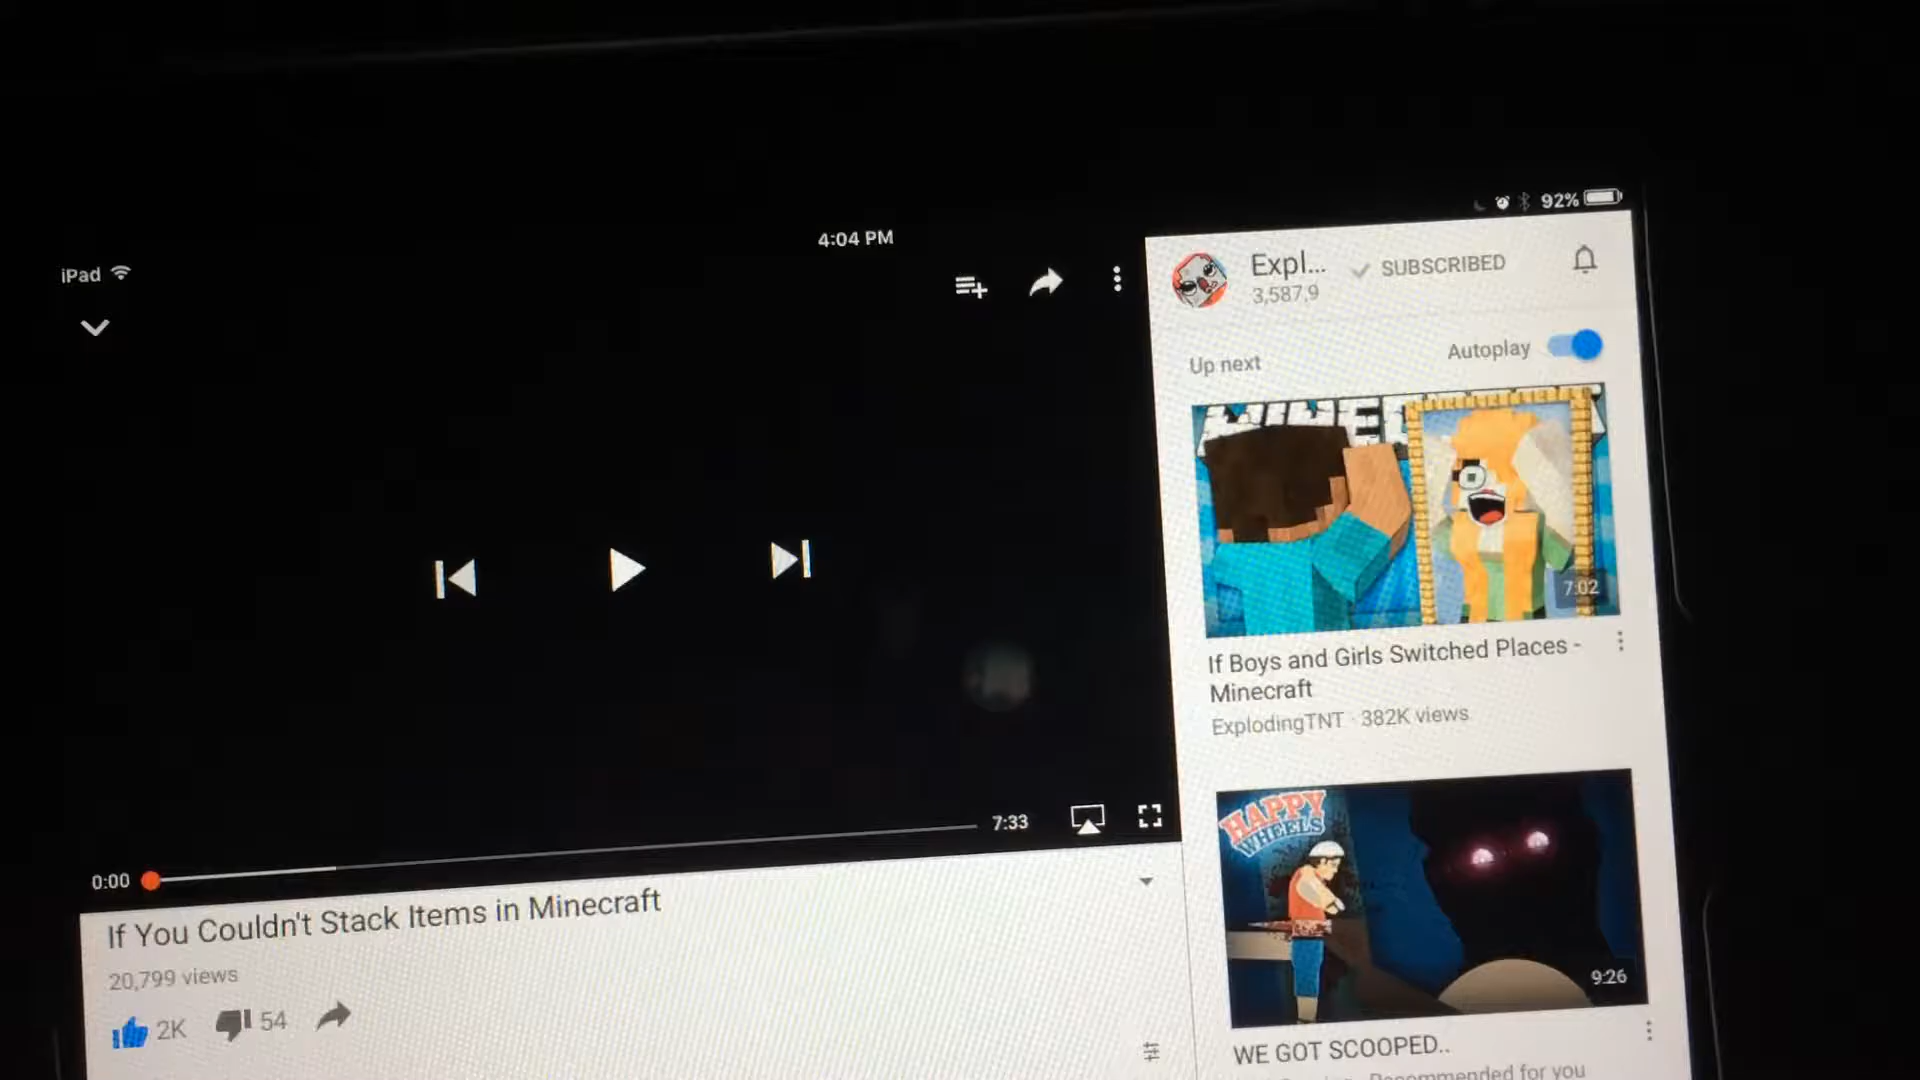 92%
4:04 PM
iPad
Expl... SUBSCRIBED
3,587,9
Up next Autoplay
7:02
If Boys and Girls Switched Places -
Minecraft
ExplodingTNT · 382K views
7:33
0:00
If You Couldn't Stack Items in Minecraft
20,799 views
2K 54
HAPPY
WHEELS
9:26
WE GOT SCOOPED..
Recommended for you